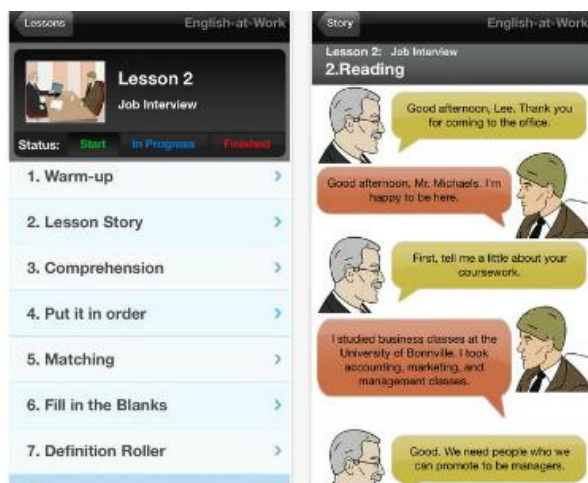 Lessons
English-at-Work
Lesson 2
Job Interview
Status: Start In Progress Finished
1. Warm-up
2. Lesson Story
3. Comprehension
4. Put it in order
5. Matching
6. Fill in the Blanks
7. Definition Roller
Story
English-at-Work
Lesson 2: Job Interview
2.Reading
Good afternoon, Lee. Thank you
for coming to the office.
Good afternoon, Mr. Michaels. I'm
happy to be here.
First, tell me a little about your
coursework.
I studied business classes at the
University of Bonnville. I took
accounting, marketing, and
management classes.
Good. We need people who we
can promote to be managers.